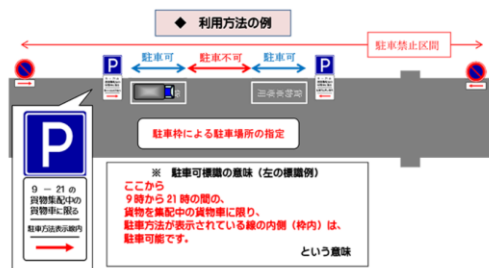 ◆ 利用方法の例
駐車禁止区間
駐車可 駐車不可 駐車可
P
P
駐車枠による駐車場所の指定
P
9－21の
貨物集配中の
貨物車に限る
駐車方法表示線内
※ 駐車可標識の意味（左の標識例）
ここから
9時から21時の間の、
貨物を集配中の貨物車に限り、
駐車方法が表示されている線の内側（枠内）は、
駐車可能です。
という意味